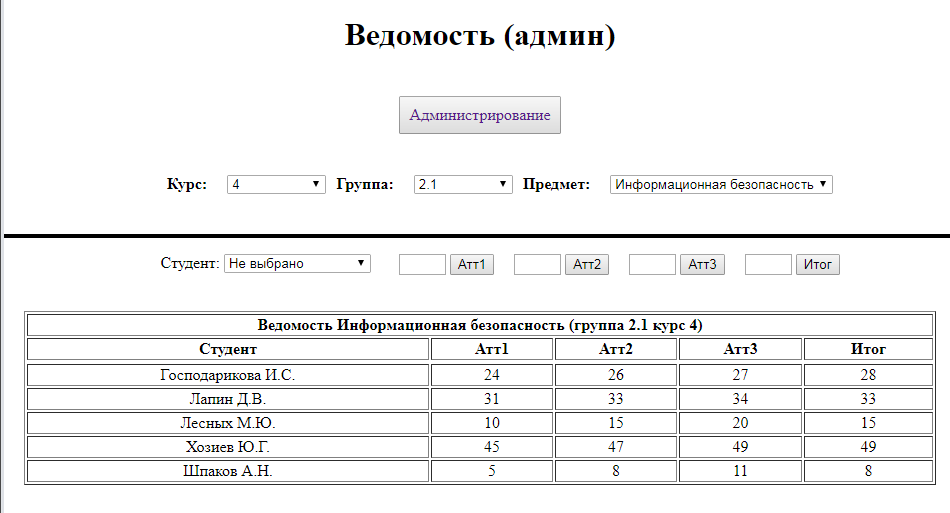 Ведомость (админ)
Администрирование
Курс: 4 Группа: 2.1 Предмет: Информационная безопасность
Студент: Не выбрано Атт1 Атт2 Атт3 Итог
Ведомость Информационная безопасность (группа 2.1 курс 4)
Студент Атт1 Атт2 Атт3 Итог
Господарикова И.С. 24 26 27 28
Лапин Д.В. 31 33 34 33
Лесных М.Ю. 10 15 20 15
Хозиев Ю.Г. 45 47 49 49
Шпаков А.Н. 5 8 11 8